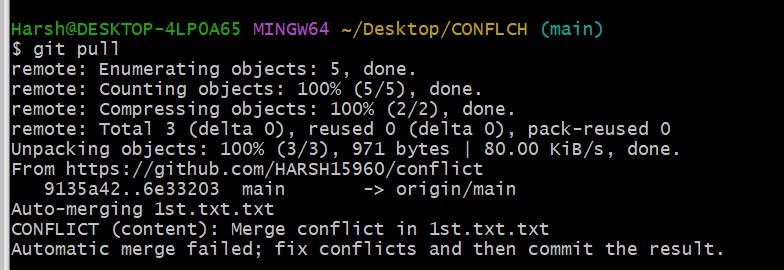 Harsh@DESKTOP-4LPOA65 MINGW64 ~/Desktop/CONFLCH (main)
$ git pull
remote: Enumerating objects: 5, done.
remote: Counting objects: 100% (5/5), done.
remote: Compressing objects: 100% (2/2), done.
remote: Total 3 (delta 0), reused 0 (delta 0), pack-reused 0
Unpacking objects: 100% (3/3), 971 bytes | 80.00 KiB/s, done.
From https://github.com/HARSH15960/conflict
   9135a42..6e33203  main       -> origin/main
Auto-merging 1st.txt.txt
CONFLICT (content): Merge conflict in 1st.txt.txt
Automatic merge failed; fix conflicts and then commit the result.